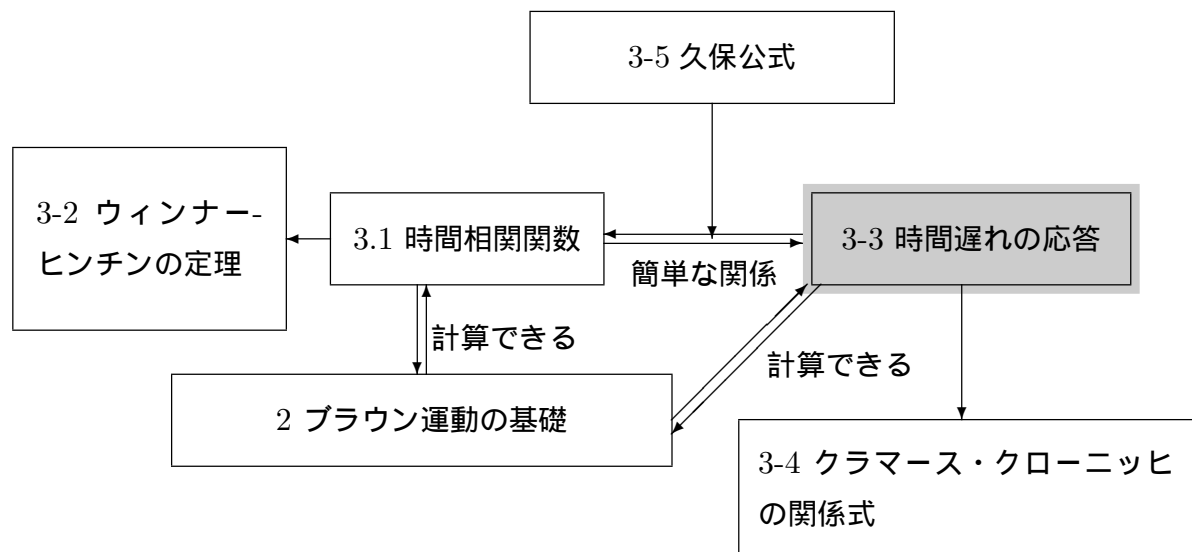 3-5 久保公式
3-2 ウィンナー-
ヒンチンの定理
3.1 時間相関関数
簡単な関係
3-3 時間遅れの応答
計算できる
計算できる
2 ブラウン運動の基礎
3-4 クラマース・クローニッヒ
の関係式